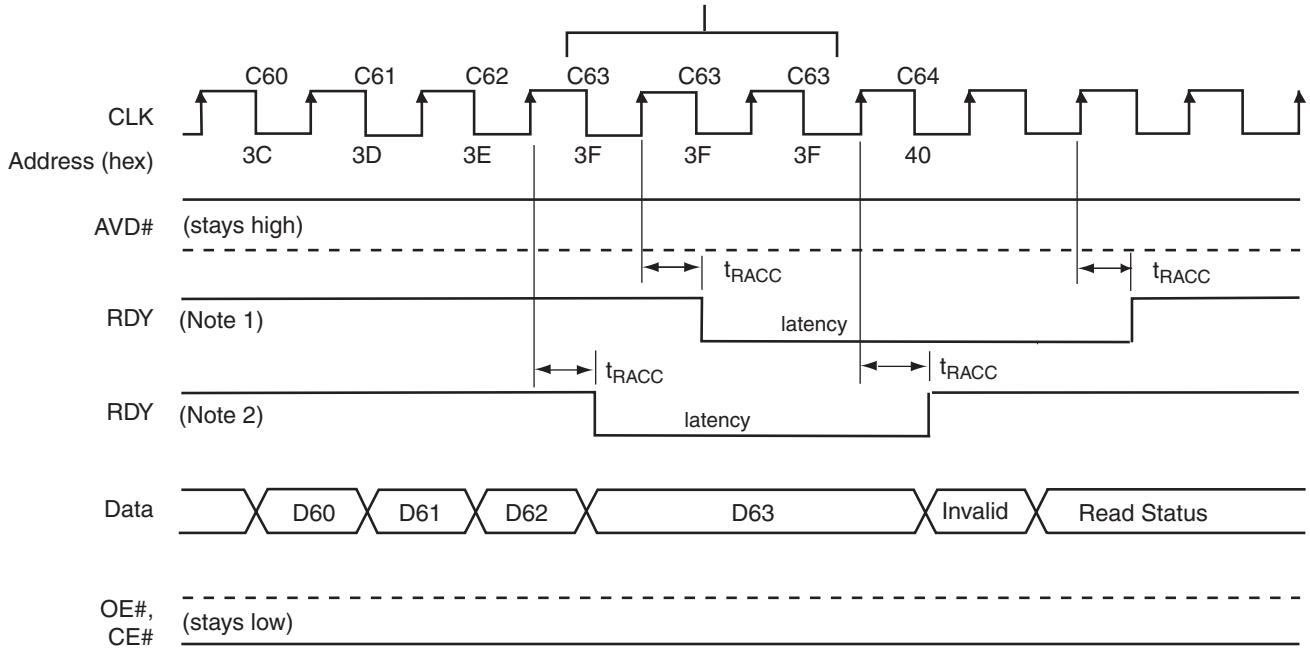 C60 C61 C62 C63 C63 C63 C64
CLK
Address (hex) 3C 3D 3E 3F 3F 3F 40
AVD# (stays high)
tRACC tRACC
RDY (Note 1) latency
tRACC tRACC
RDY (Note 2) latency
Data D60 D61 D62 D63 Invalid Read Status
OE#,
CE# (stays low)